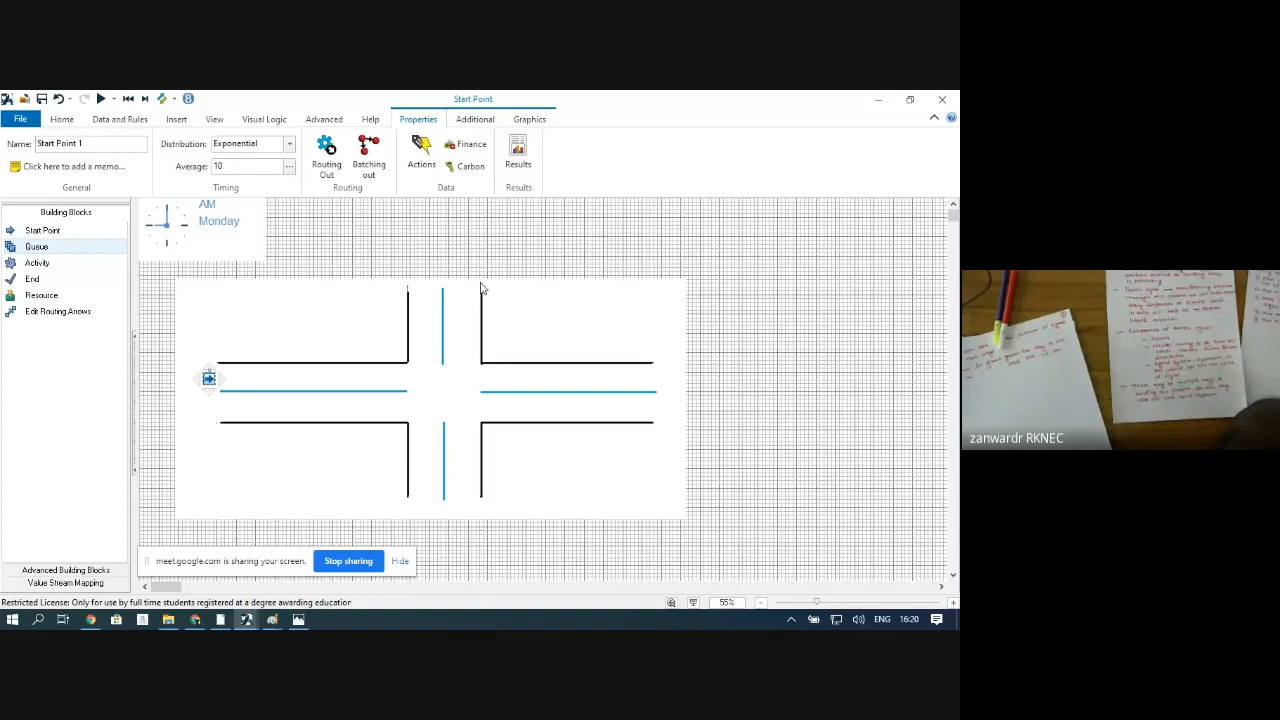 Start Point
File
Home
Data and Rules
Insert
View
Visual Logic
Advanced
Help
Properties
Additional
Graphics
Name: Start Point 1
Distribution: Exponential
Click here to add a memo...
Average: 10
Routing Out
Batching out
Actions
Finance
Carbon
Results
General
Timing
Routing
Data
Results
Building Blocks
AM
Monday
Start Point
Queue
Activity
End
Resource
Edit Routing Arrows
zanwardr RKNEC
meet.google.com is sharing your screen.
Stop sharing
Hide
Advanced Building Blocks
Value Stream Mapping
Restricted License: Only for use by full time students registered at a degree awarding education
55%
ENG
16:20